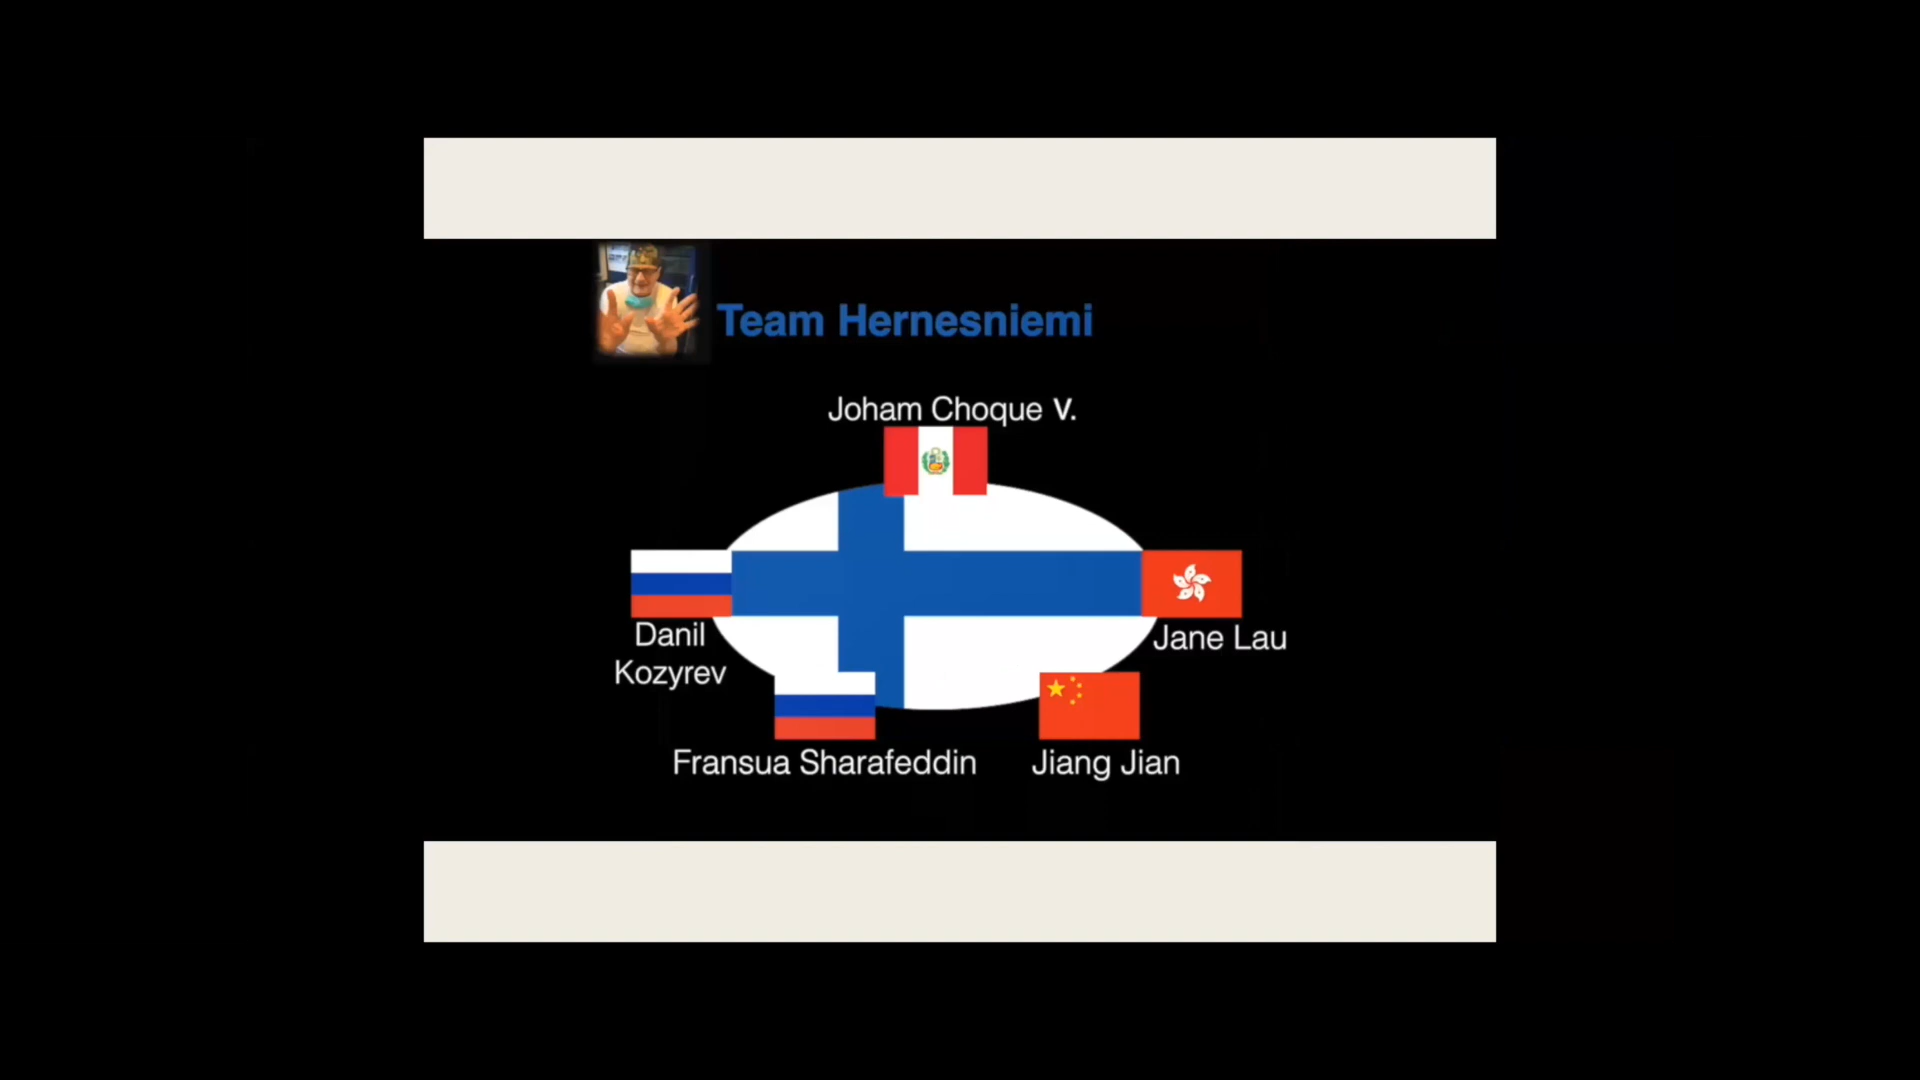 Team Hernesniemi
Joham Choque V.
Danil
Kozyrev
Jane Lau
Fransua Sharafeddin
Jiang Jian